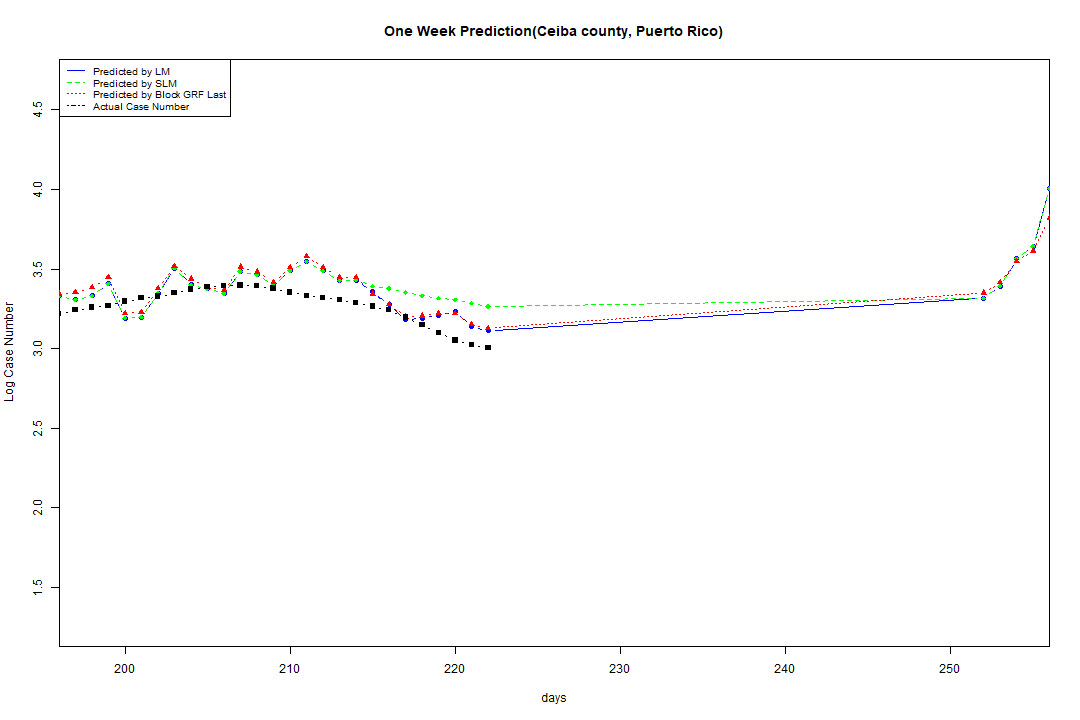 One Week Prediction(Ceiba county, Puerto Rico)
Predicted by LM
Predicted by SLM
Predicted by Block GRF Last
Actual Case Number
Log Case Number
4.5
4.0
3.5
3.0
2.5
2.0
1.5
200 210 220 230 240 250
days